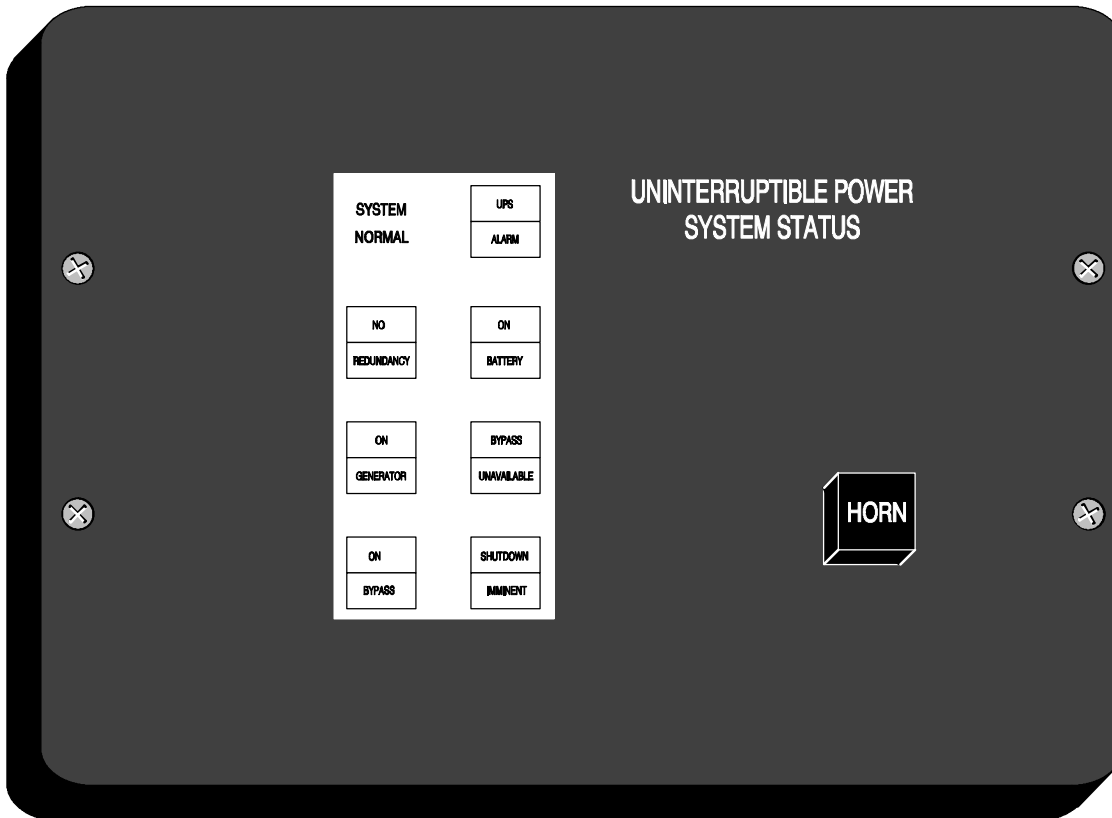 UNINTERRUPTIBLE POWER
SYSTEM STATUS
SYSTEM
NORMAL
UPS
ALARM
NO
REDUNDANCY
ON
BATTERY
ON
GENERATOR
BYPASS
UNAVAILABLE
ON
BYPASS
SHUTDOWN
IMMINENT
HORN